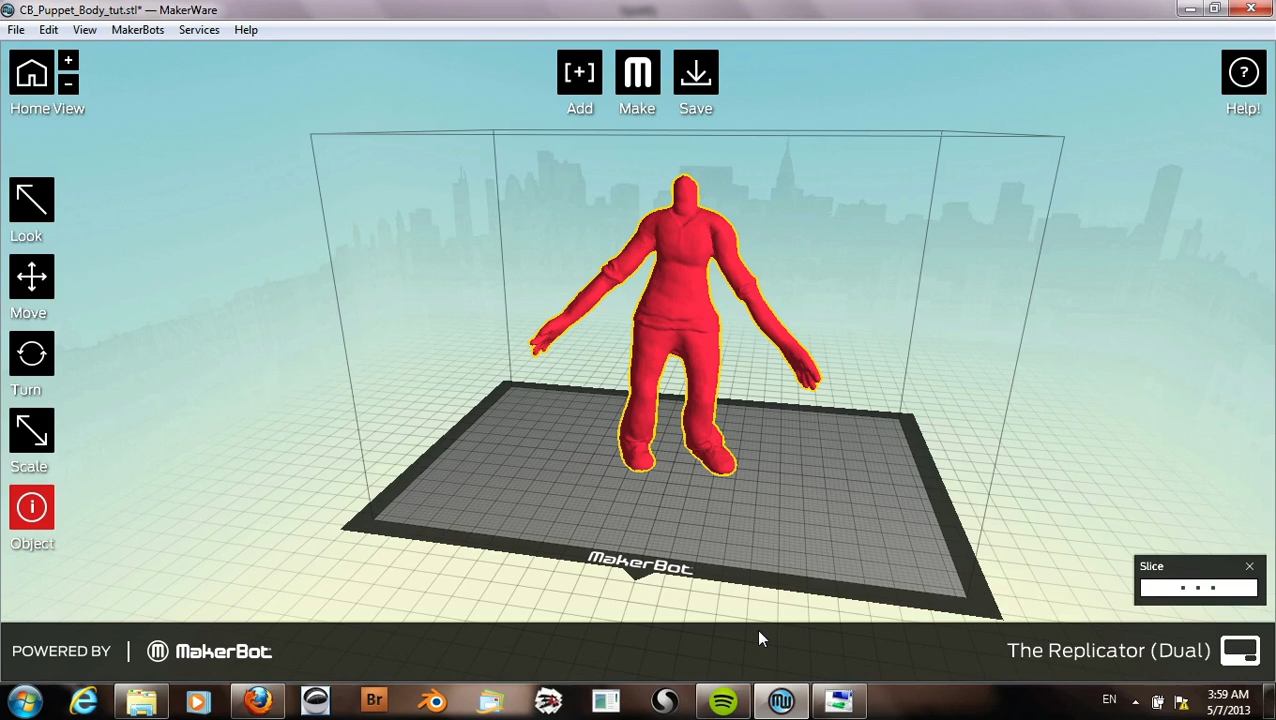 CB_Puppet_Body_tut.stl* — MakerWare
File Edit View MakerBots Services Help
+
−
Home View
[+]
Add
M
Make
Save
?
Help!
Look
Move
Turn
Scale
i
Object
MakerBot
Slice
POWERED BY | M MakerBot
The Replicator (Dual)
Br
EN
3:59 AM
5/7/2013